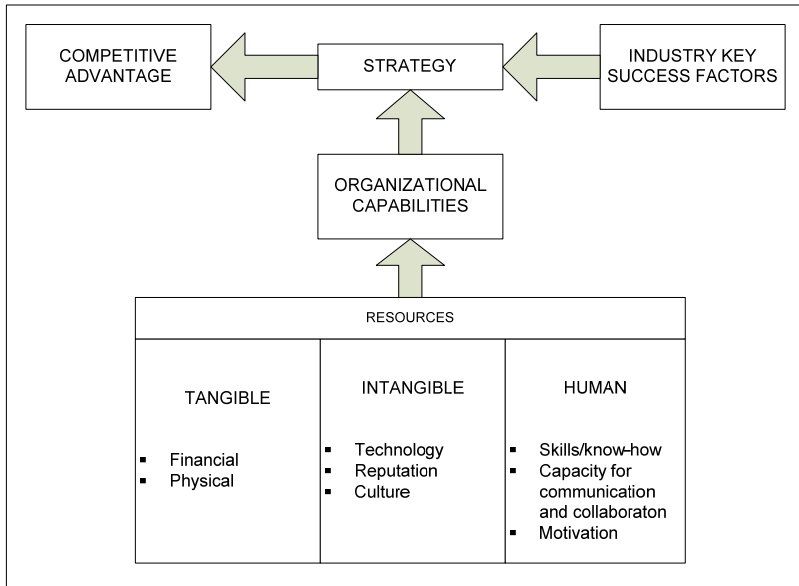 COMPETITIVE
ADVANTAGE
STRATEGY
INDUSTRY KEY
SUCCESS FACTORS
ORGANIZATIONAL
CAPABILITIES
RESOURCES
TANGIBLE
▪ Financial
▪ Physical
INTANGIBLE
▪ Technology
▪ Reputation
▪ Culture
HUMAN
▪ Skills/know-how
▪ Capacity for
communication
and collaboraton
▪ Motivation